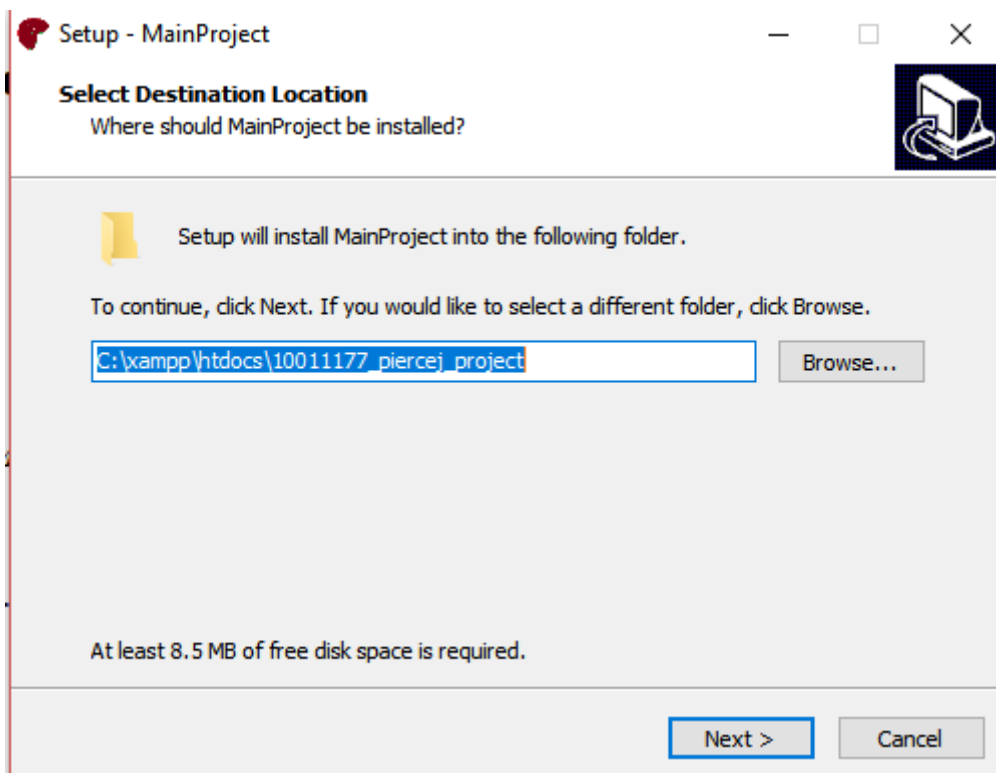 Setup - MainProject
Select Destination Location
Where should MainProject be installed?
Setup will install MainProject into the following folder.
To continue, click Next. If you would like to select a different folder, click Browse.
C:\xampp\htdocs\10011177_piercej_project
Browse...
At least 8.5 MB of free disk space is required.
Next >
Cancel